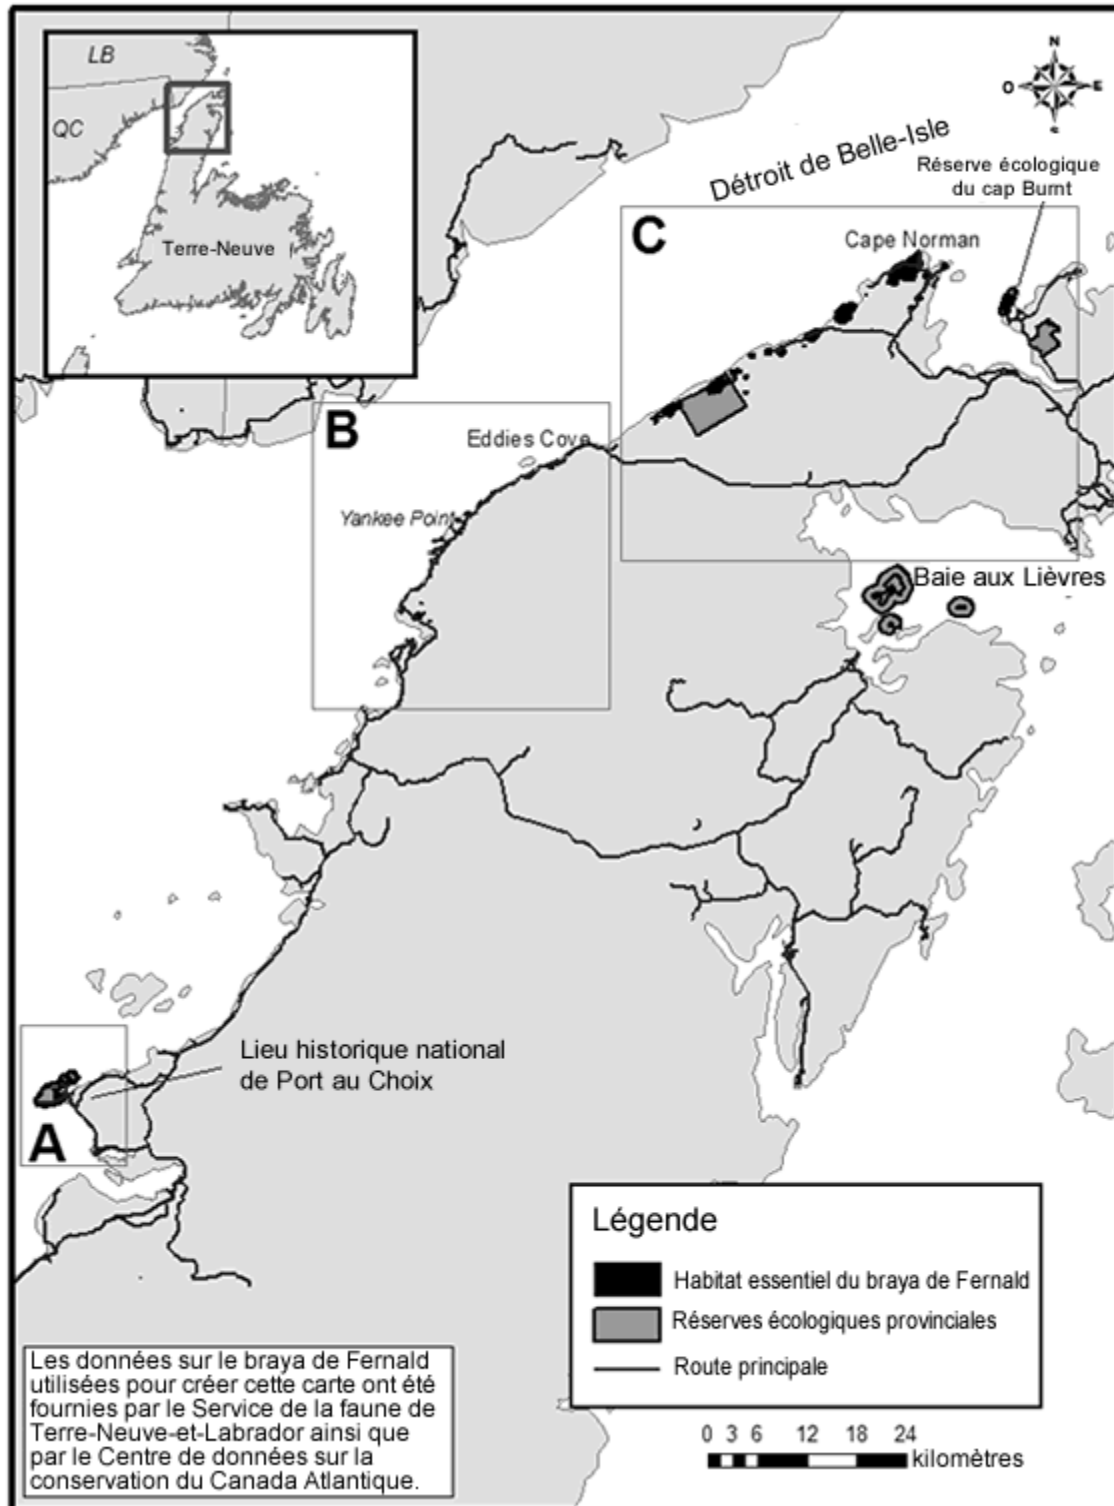 LB
QC
Terre-Neuve
N
O
E
S
Détroit de Belle-Isle
Réserve écologique
du cap Burnt
C
Cape Norman
B
Eddies Cove
Yankee Point
Baie aux Lièvres
Lieu historique national
de Port au Choix
A
Légende
Habitat essentiel du braya de Fernald
Réserves écologiques provinciales
Route principale
Les données sur le braya de Fernald
utilisées pour créer cette carte ont été
fournies par le Service de la faune de
Terre-Neuve-et-Labrador ainsi que
par le Centre de données sur la
conservation du Canada Atlantique.
0 3 6 12 18 24
kilomètres